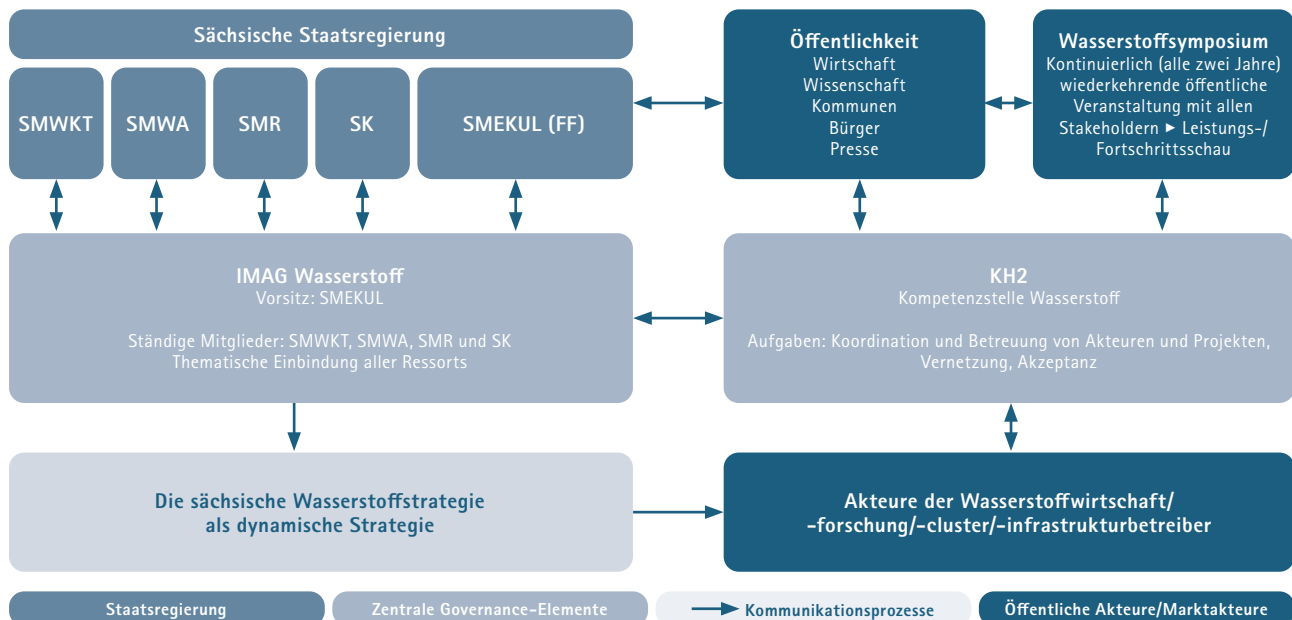 Sächsische Staatsregierung
SMWKT
SMWA
SMR
SK
SMEKUL (FF)
Öffentlichkeit
Wirtschaft
Wissenschaft
Kommunen
Bürger
Presse
Wasserstoffsymposium
Kontinuierlich (alle zwei Jahre)
wiederkehrende öffentliche
Veranstaltung mit allen
Stakeholdern ► Leistungs-/
Fortschrittsschau
IMAG Wasserstoff
Vorsitz: SMEKUL
Ständige Mitglieder: SMWKT, SMWA, SMR und SK
Thematische Einbindung aller Ressorts
KH2
Kompetenzstelle Wasserstoff
Aufgaben: Koordination und Betreuung von Akteuren und Projekten,
Vernetzung, Akzeptanz
Die sächsische Wasserstoffstrategie
als dynamische Strategie
Akteure der Wasserstoffwirtschaft/
-forschung/-cluster/-infrastrukturbetreiber
Staatsregierung
Zentrale Governance-Elemente
Kommunikationsprozesse
Öffentliche Akteure/Marktakteure